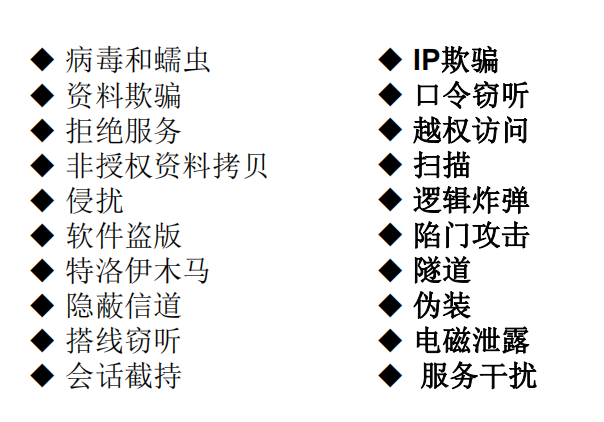 ◆ 病毒和蠕虫
◆ 资料欺骗
◆ 拒绝服务
◆ 非授权资料拷贝
◆ 侵扰
◆ 软件盗版
◆ 特洛伊木马
◆ 隐蔽信道
◆ 搭线窃听
◆ 会话截持
◆ IP欺骗
◆ 口令窃听
◆ 越权访问
◆ 扫描
◆ 逻辑炸弹
◆ 陷门攻击
◆ 隧道
◆ 伪装
◆ 电磁泄露
◆ 服务干扰